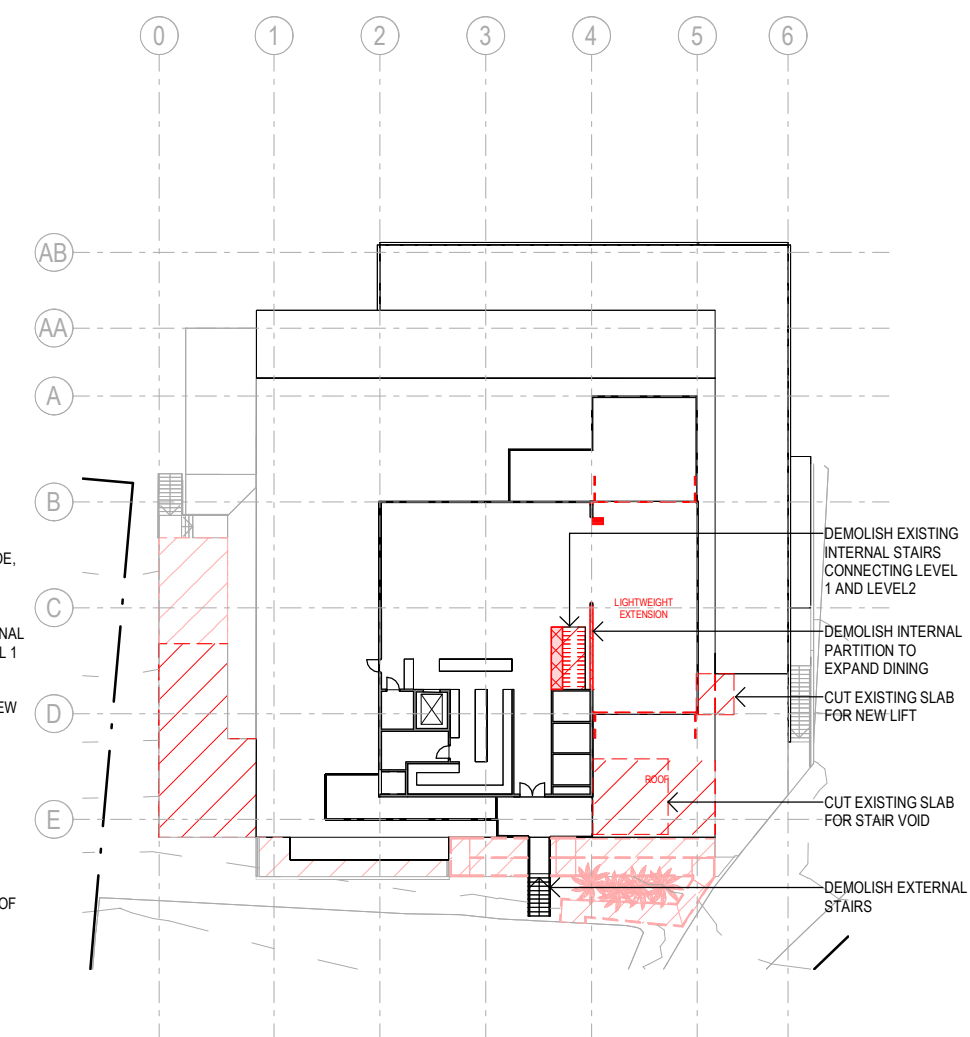 0
1
2
3
4
5
6
AB
AA
A
B
C
D
E
DE,
NAL
L 1
EW
OF
LIGHTWEIGHT
EXTENSION
ROOF
DEMOLISH EXISTING
INTERNAL STAIRS
CONNECTING LEVEL
1 AND LEVEL2
DEMOLISH INTERNAL
PARTITION TO
EXPAND DINING
CUT EXISTING SLAB
FOR NEW LIFT
CUT EXISTING SLAB
FOR STAIR VOID
DEMOLISH EXTERNAL
STAIRS